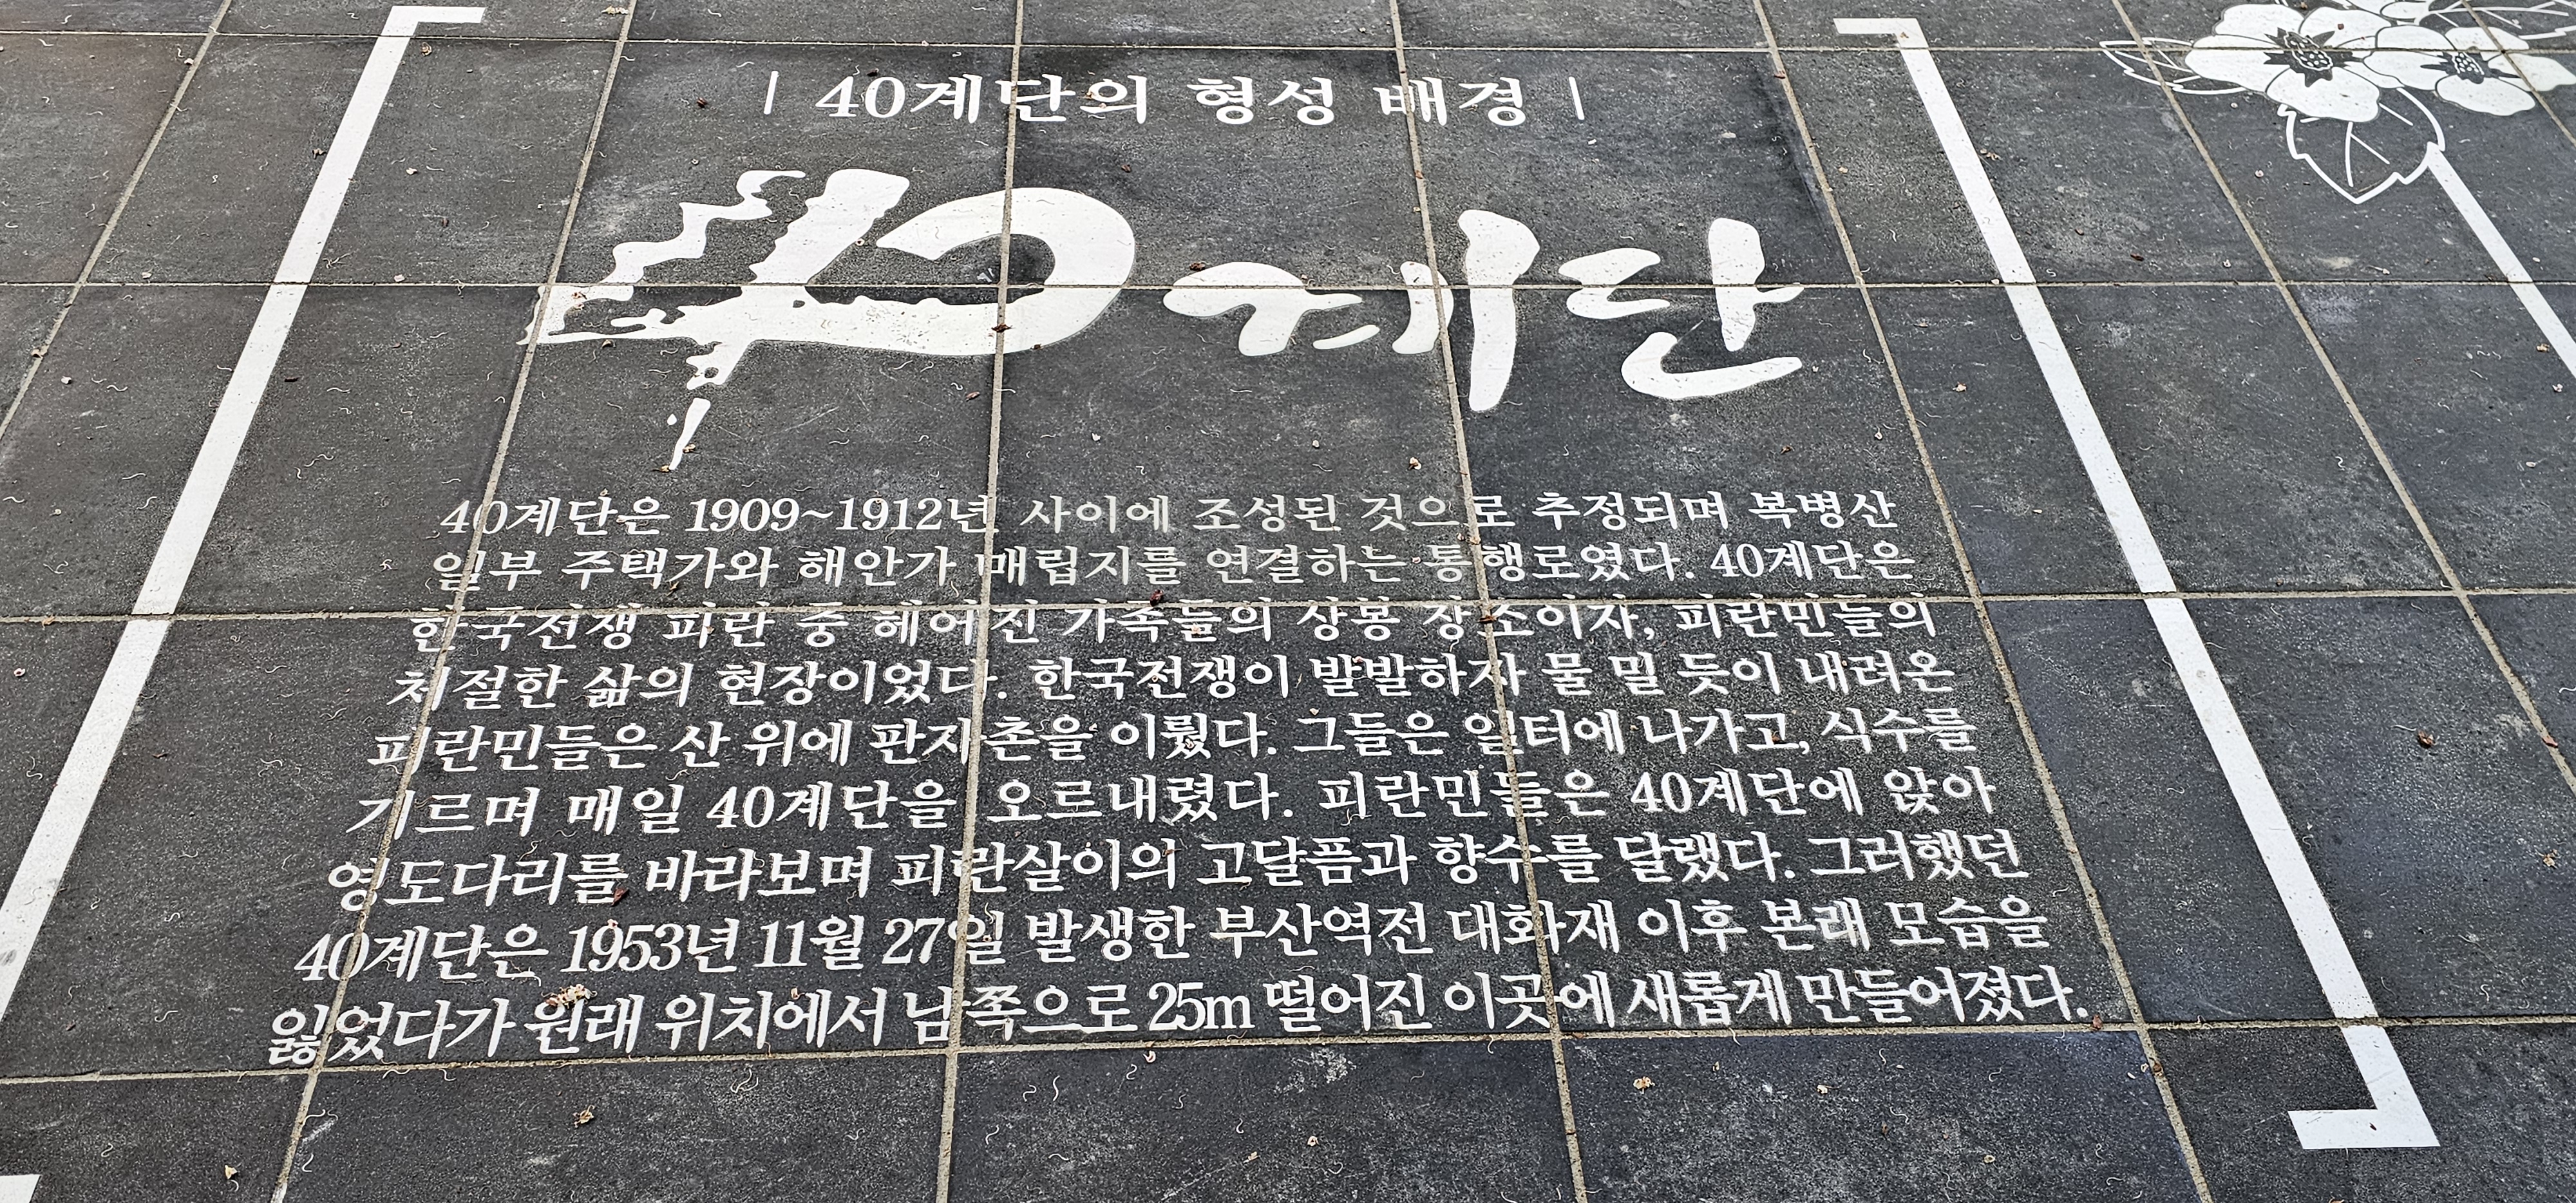 | 40계단의 형성 배경 |
40계단
40계단은 1909~1912년 사이에 조성된 것으로 추정되며 복병산
일부 주택가와 해안가 매립지를 연결하는 통행로였다. 40계단은
한국전쟁 피란 중 헤어진 가족들의 상봉 장소이자, 피란민들의
처절한 삶의 현장이었다. 한국전쟁이 발발하자 물 밀 듯이 내려온
피란민들은 산 위에 판자촌을 이뤘다. 그들은 일터에 나가고, 식수를
기르며 매일 40계단을 오르내렸다. 피란민들은 40계단에 앉아
영도다리를 바라보며 피란살이의 고달픔과 향수를 달랬다. 그러했던
40계단은 1953년 11월 27일 발생한 부산역전 대화재 이후 본래 모습을
잃었다가 원래 위치에서 남쪽으로 25m 떨어진 이곳에 새롭게 만들어졌다.